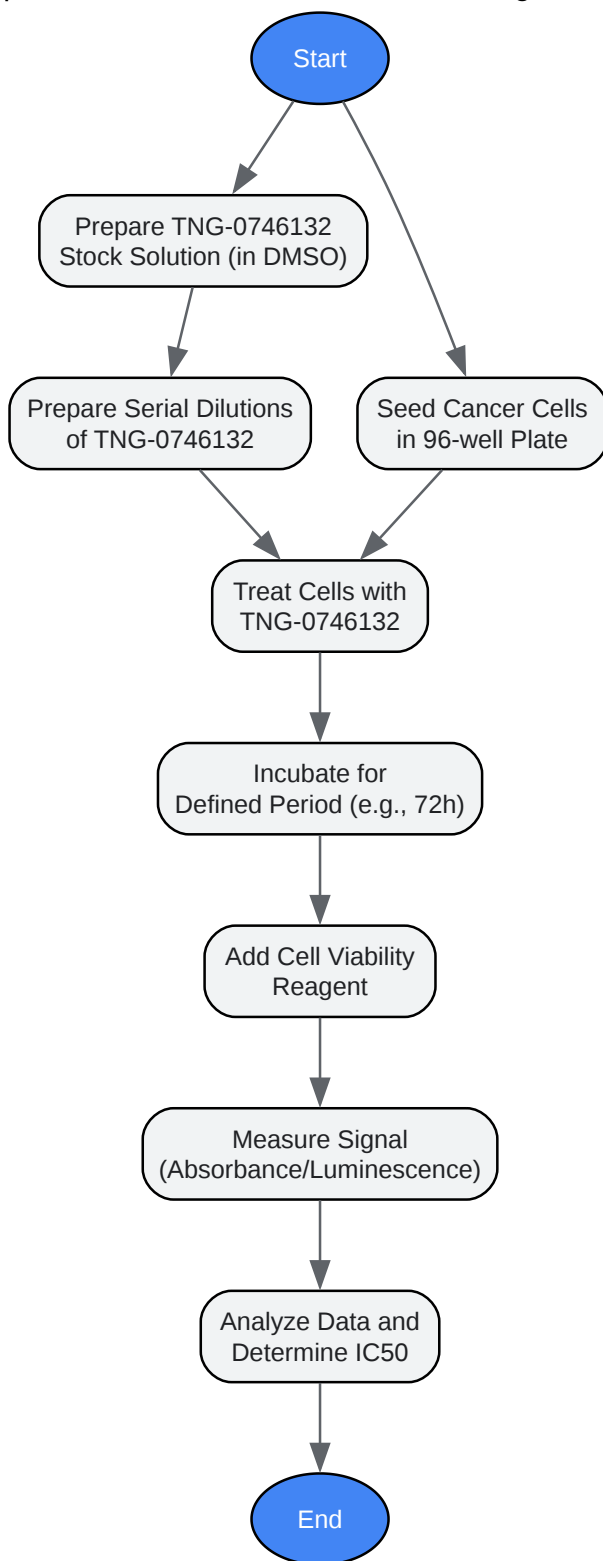 Start
Prepare TNG-0746132
Stock Solution (in DMSO)
Prepare Serial Dilutions
of TNG-0746132
Seed Cancer Cells
in 96-well Plate
Treat Cells with
TNG-0746132
Incubate for
Defined Period (e.g., 72h)
Add Cell Viability
Reagent
Measure Signal
(Absorbance/Luminescence)
Analyze Data and
Determine IC50
End